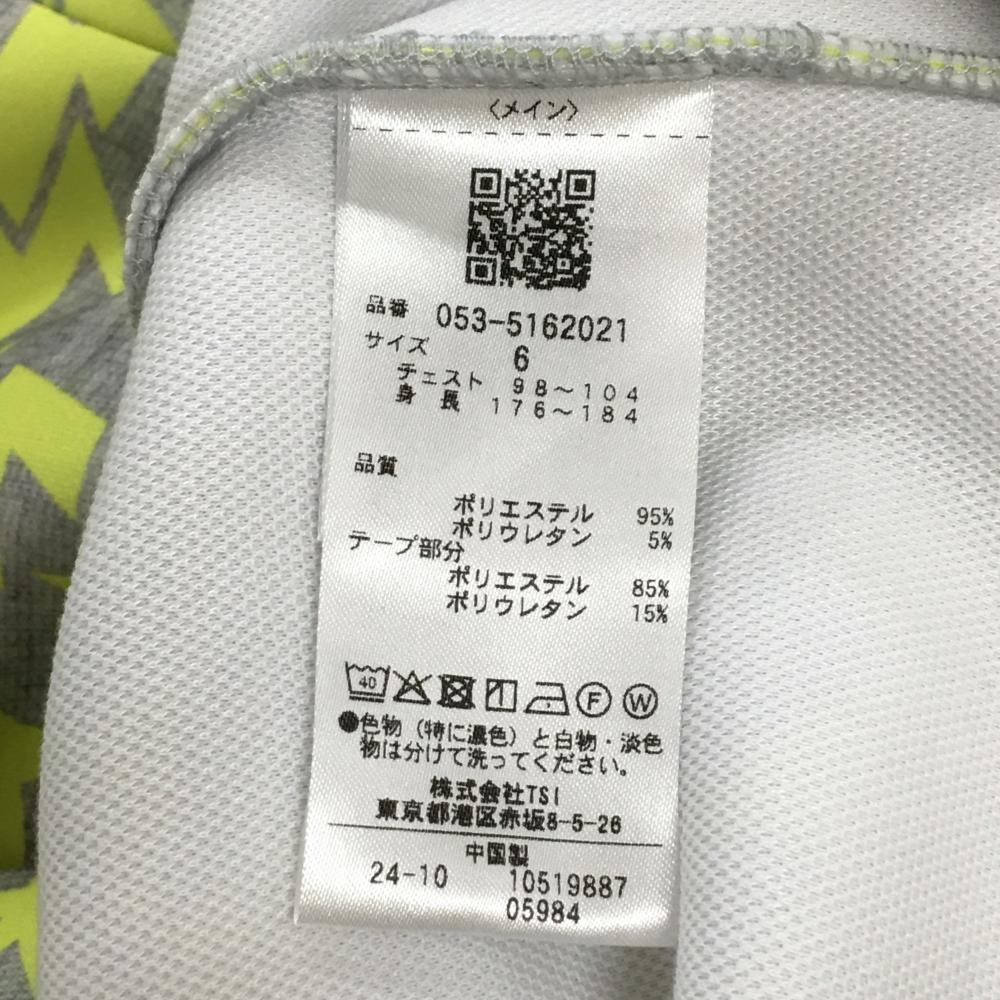 〈メイン〉
品番 053-5162021
サイズ 6
チェスト 98～104
身長 176～184
品質
ポリエステル 95%
ポリウレタン 5%
テープ部分
ポリエステル 85%
ポリウレタン 15%
40 F W
●色物（特に濃色）と白物・淡色
物は分けて洗ってください。
株式会社TSI
東京都港区赤坂8-5-26
中国製
24-10 10519887
05984